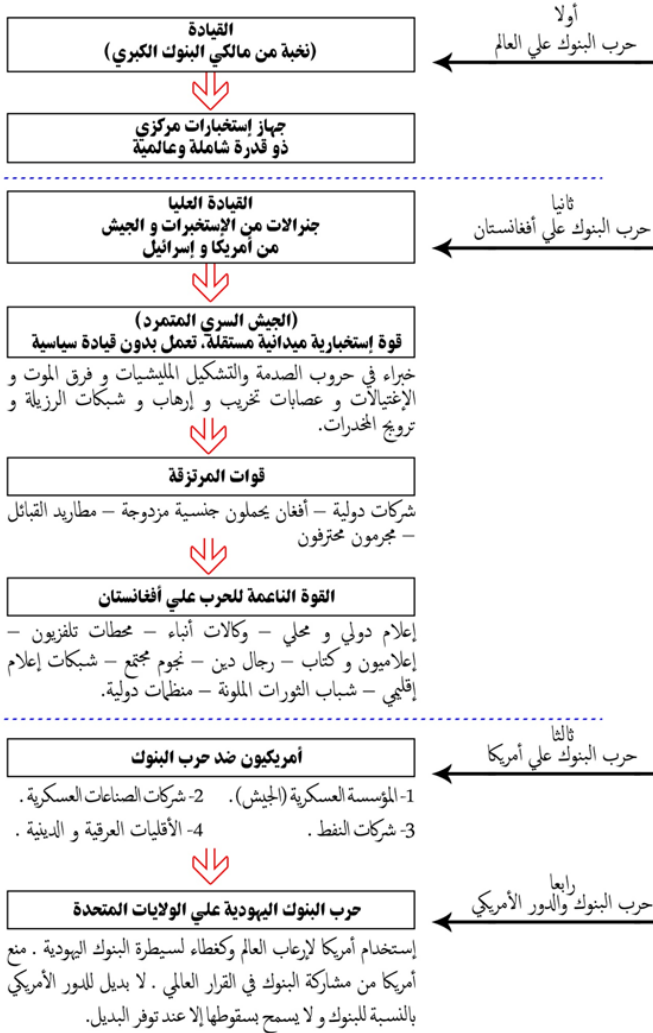 أولا
حرب البنوك علي العالم
القيادة
(نخبة من مالكي البنوك الكبري)
جهاز إستخبارات مركزي
ذو قدرة شاملة وعالمية
ثانيا
حرب البنوك علي أفغانستان
القيادة العليا
جنرالات من الإستخبرات و الجيش
من أمريكا و إسرائيل
(الجيش السري المتمرد)
قوة إستخبارية ميدانية مستقلة، تعمل بدون قيادة سياسية
خبراء في حروب الصدمة والتشكيل المليشيات و فرق الموت و
الإغتيالات و عصابات تخريب و إرهاب و شبكات الرزيلة و
ترويج المخدرات.
قوات المرتزقة
شركات دولية – أفغان يحملون جنسية مزدوجة – مطاريد القبائل
– مجرمون محترفون
القوة الناعمة للحرب علي أفغانستان
إعلام دولي و محلي – وكالات أنباء – محطات تلفزيون –
إعلاميون و كتاب – رجال دين – نجوم مجتمع – شبكات إعلام
إقليمي – شباب الثورات الملونة – منظمات دولية.
ثالثا
حرب البنوك علي أمريكا
أمريكيون ضد حرب البنوك
1- المؤسسة العسكرية (الجيش) . 2- شركات الصناعات العسكرية .
3- شركات النفط . 4- الأقليات العرقية و الدينية .
رابعا
حرب البنوك والدور الأمريكي
حرب البنوك اليهودية علي الولايات المتحدة
إستخدام أمريكا لإرعاب العالم وكغطاء لسيطرة البنوك اليهودية . منع
أمريكا من مشاركة البنوك في القرار العالمي . لا بديل للدور الأمريكي
بالنسبة للبنوك و لا يسمح بسقوطها إلا عند توفر البديل.